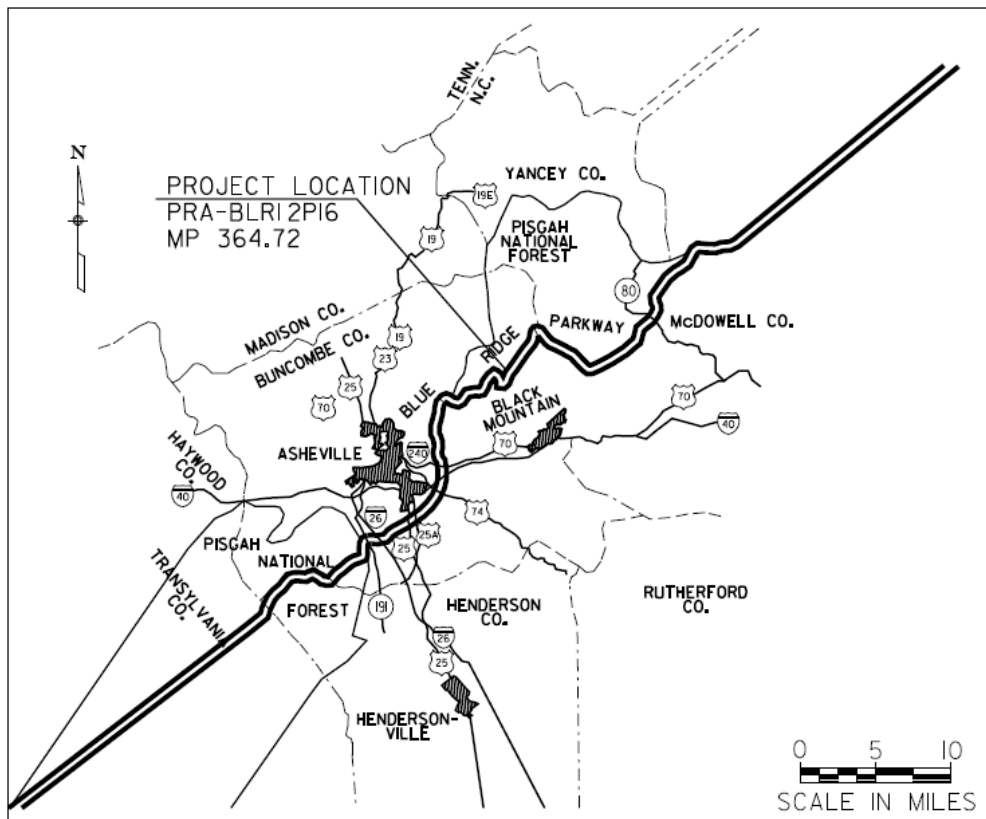 TENN.
N.C.
N
YANCEY CO.
PROJECT LOCATION
PRA-BLRI 2P16
MP 364.72
19E
PISGAH
NATIONAL
FOREST
19
80
MADISON CO.
BUNCOMBE CO.
PARKWAY
McDOWELL CO.
19
23
RIDGE
25
70
BLUE
BLACK
MOUNTAIN
70
40
HAYWOOD
CO.
ASHEVILLE
240
70
40
26
74
PISGAH
NATIONAL
25
25A
TRANSYLVANIA
CO.
FOREST
191
HENDERSON
CO.
RUTHERFORD
CO.
26
25
HENDERSON-
VILLE
0 5 10
SCALE IN MILES